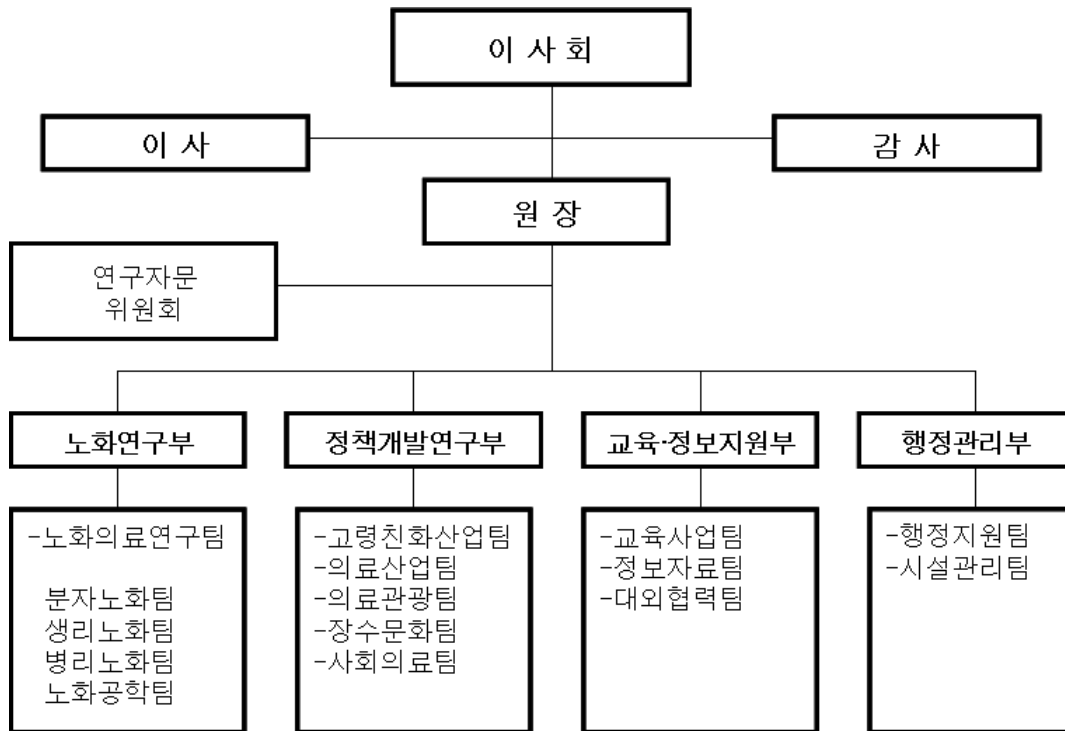 이 사 회
이 사
감 사
원 장
연구자문
위원회
노화연구부
정책개발연구부
교육·정보지원부
행정관리부
-노화의료연구팀
분자노화팀
생리노화팀
병리노화팀
노화공학팀
-고령친화산업팀
-의료산업팀
-의료관광팀
-장수문화팀
-사회의료팀
-교육사업팀
-정보자료팀
-대외협력팀
-행정지원팀
-시설관리팀